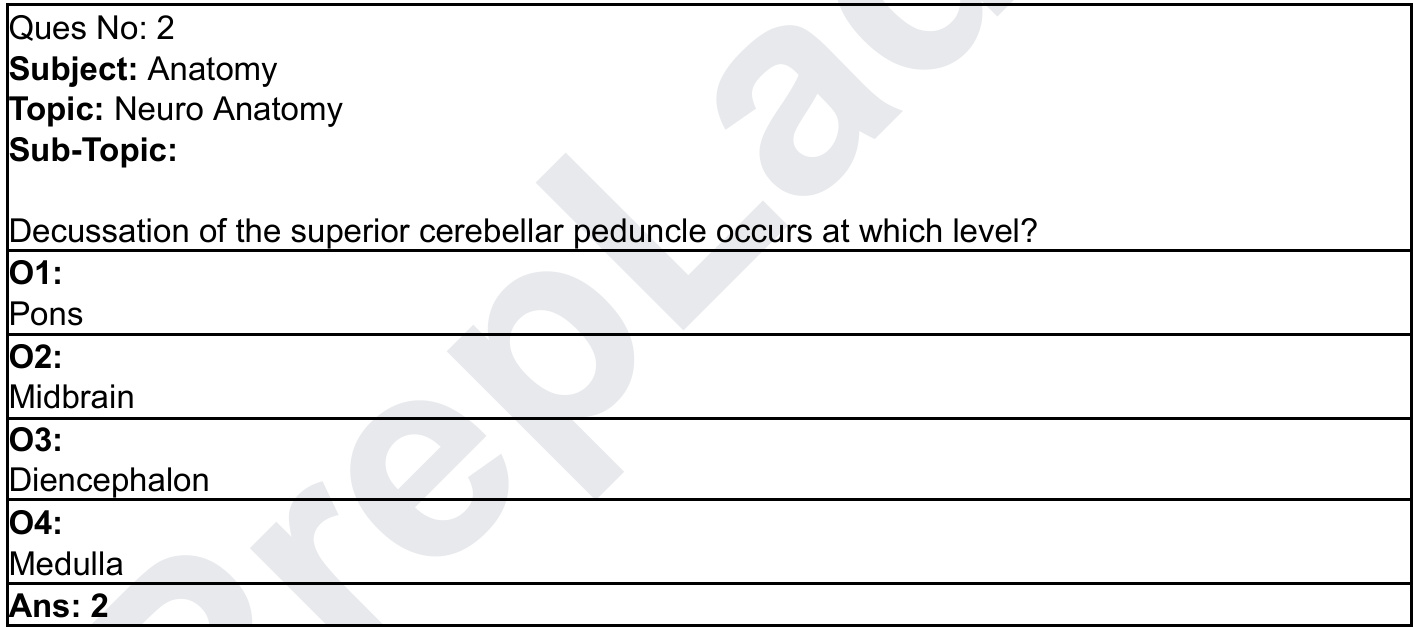 Ques No: 2
Subject: Anatomy
Topic: Neuro Anatomy
Sub-Topic:
Decussation of the superior cerebellar peduncle occurs at which level?
O1:
Pons
O2:
Midbrain
O3:
Diencephalon
O4:
Medulla
Ans: 2
PrepLad